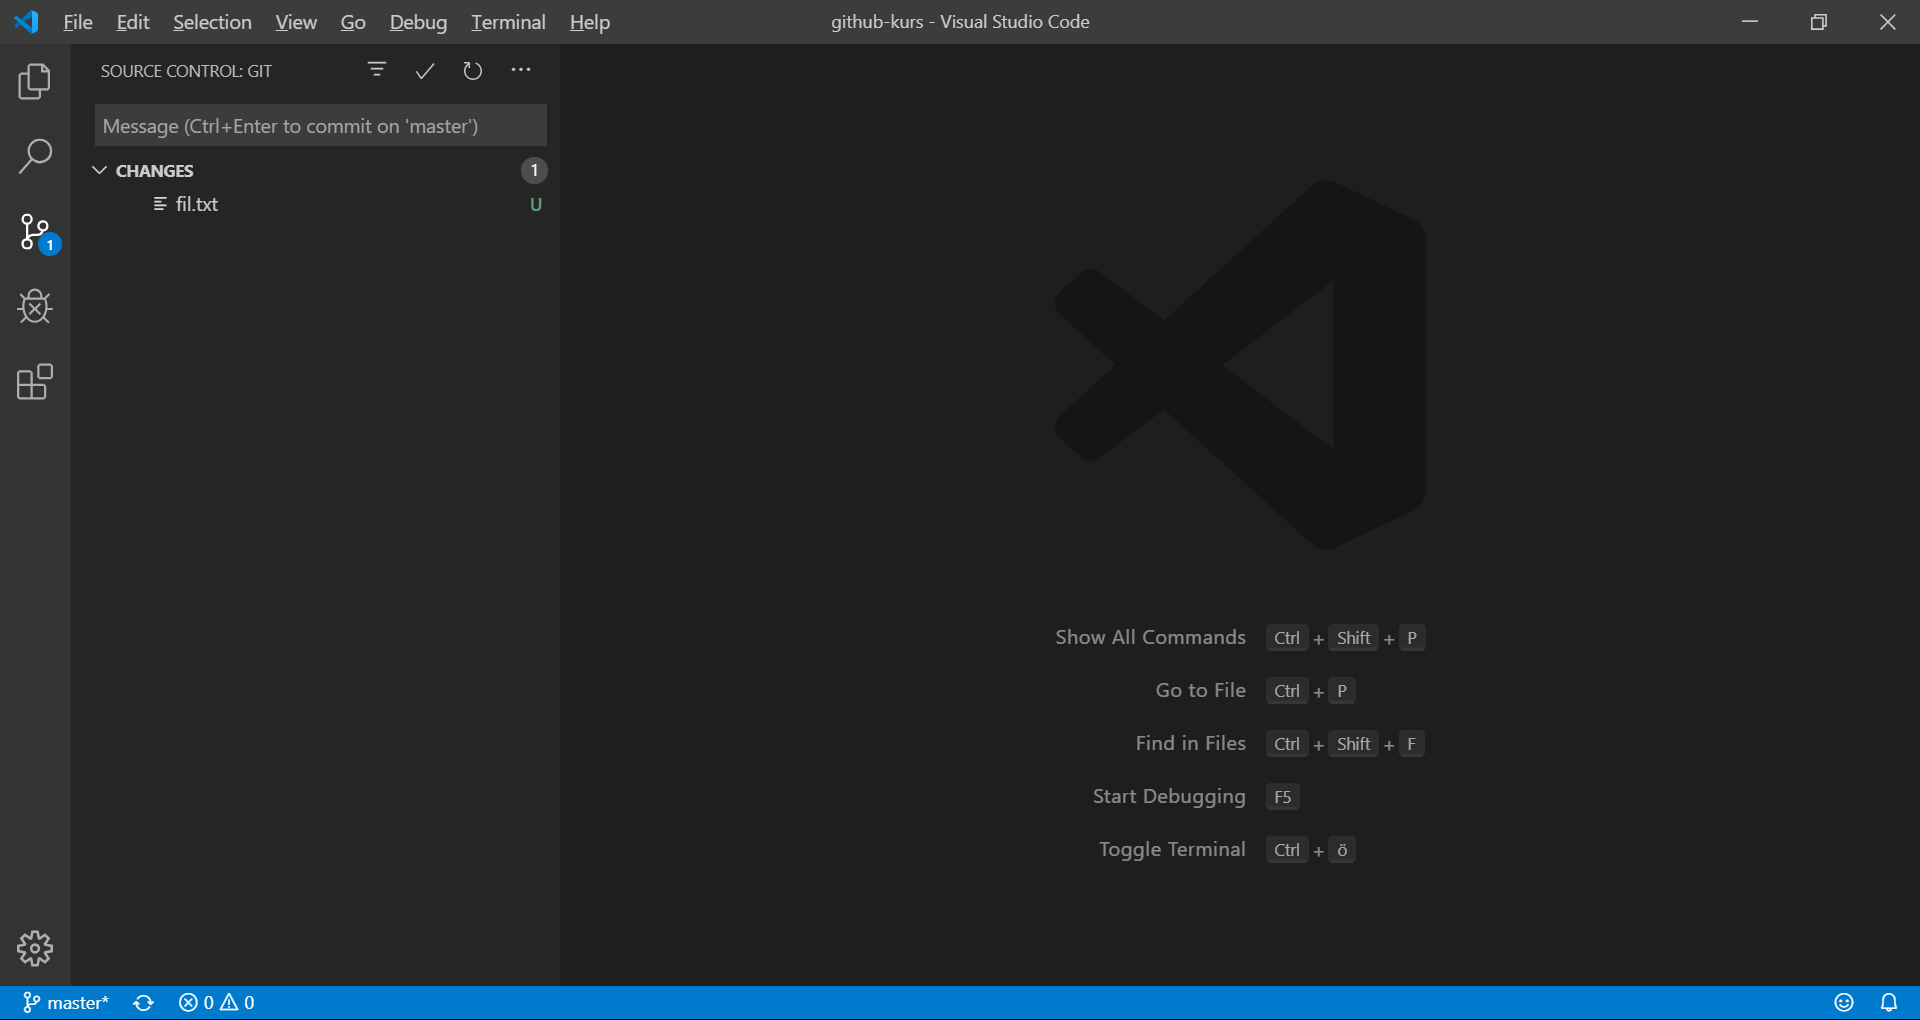 File Edit Selection View Go Debug Terminal Help github-kurs - Visual Studio Code
SOURCE CONTROL: GIT
Message (Ctrl+Enter to commit on 'master')
CHANGES 1
fil.txt U
1
Show All Commands Ctrl + Shift + P
Go to File Ctrl + P
Find in Files Ctrl + Shift + F
Start Debugging F5
Toggle Terminal Ctrl + ö
master* 0 0